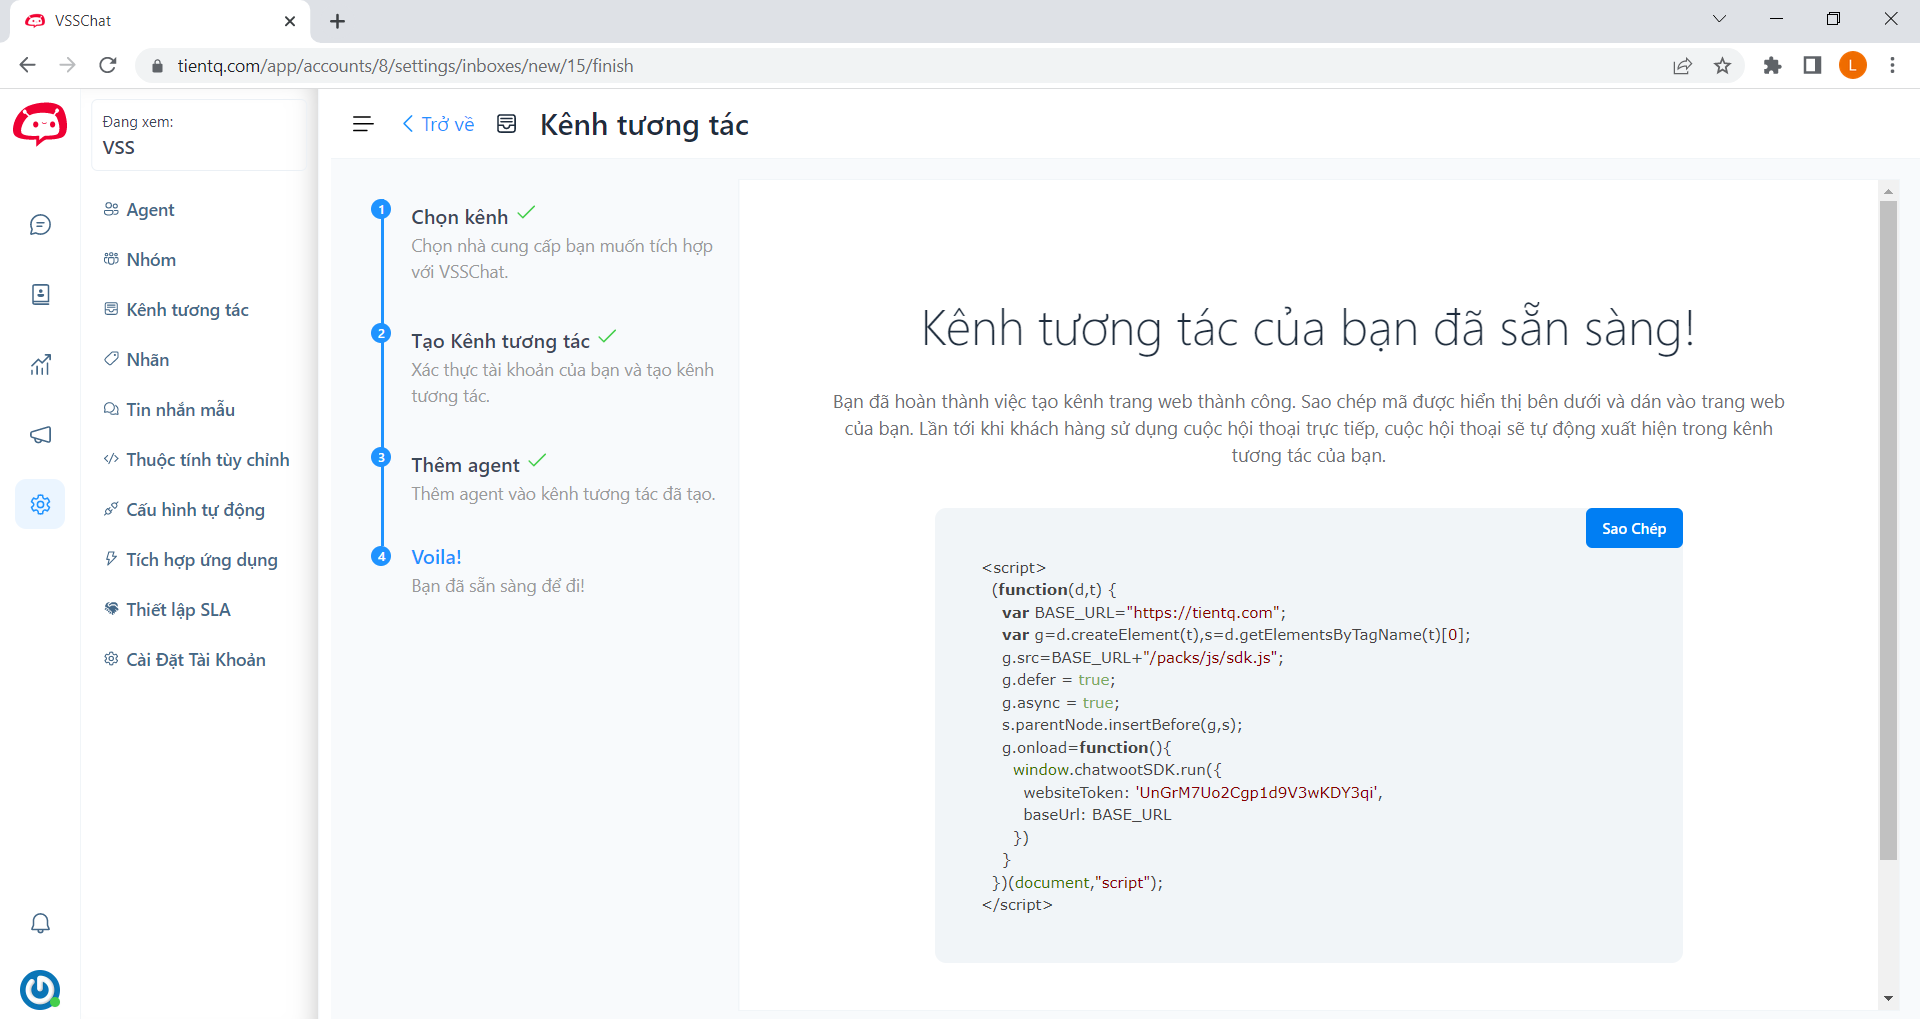 VSSChat
tientq.com/app/accounts/8/settings/inboxes/new/15/finish
L
Đang xem:
VSS
Agent
Nhóm
Kênh tương tác
Nhãn
Tin nhắn mẫu
Thuộc tính tùy chỉnh
Cấu hình tự động
Tích hợp ứng dụng
Thiết lập SLA
Cài Đặt Tài Khoản
Trở về
Kênh tương tác
1
Chọn kênh
Chọn nhà cung cấp bạn muốn tích hợp
với VSSChat.
2
Tạo Kênh tương tác
Xác thực tài khoản của bạn và tạo kênh
tương tác.
3
Thêm agent
Thêm agent vào kênh tương tác đã tạo.
4
Voila!
Bạn đã sẵn sàng để đi!
Kênh tương tác của bạn đã sẵn sàng!
Bạn đã hoàn thành việc tạo kênh trang web thành công. Sao chép mã được hiển thị bên dưới và dán vào trang web
của bạn. Lần tới khi khách hàng sử dụng cuộc hội thoại trực tiếp, cuộc hội thoại sẽ tự động xuất hiện trong kênh
tương tác của bạn.
Sao Chép
<script>
(function(d,t) {
var BASE_URL="https://tientq.com";
var g=d.createElement(t),s=d.getElementsByTagName(t)[0];
g.src=BASE_URL+"/packs/js/sdk.js";
g.defer = true;
g.async = true;
s.parentNode.insertBefore(g,s);
g.onload=function(){
window.chatwootSDK.run({
websiteToken: 'UnGrM7Uo2Cgp1d9V3wKDY3qi',
baseUrl: BASE_URL
})
}
})(document,"script");
</script>